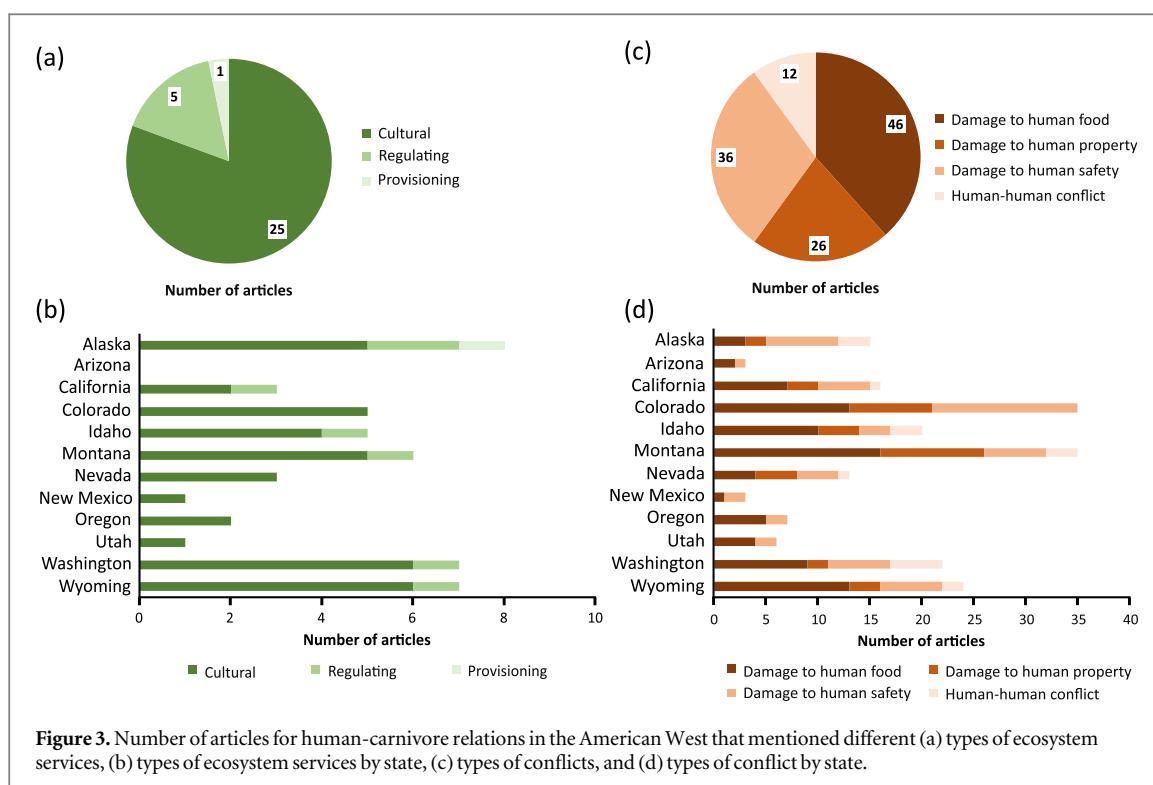 (a)
1
5
25
Cultural
Regulating
Provisioning
Number of articles
(c)
12
46
36
26
Damage to human food
Damage to human property
Damage to human safety
Human-human conflict
Number of articles
(b)
Alaska
Arizona
California
Colorado
Idaho
Montana
Nevada
New Mexico
Oregon
Utah
Washington
Wyoming
0 2 4 6 8 10
Number of articles
Cultural Regulating Provisioning
(d)
Alaska
Arizona
California
Colorado
Idaho
Montana
Nevada
New Mexico
Oregon
Utah
Washington
Wyoming
0 5 10 15 20 25 30 35 40
Number of articles
Damage to human food Damage to human property
Damage to human safety Human-human conflict
Figure 3. Number of articles for human-carnivore relations in the American West that mentioned different (a) types of ecosystem
services, (b) types of ecosystem services by state, (c) types of conflicts, and (d) types of conflict by state.